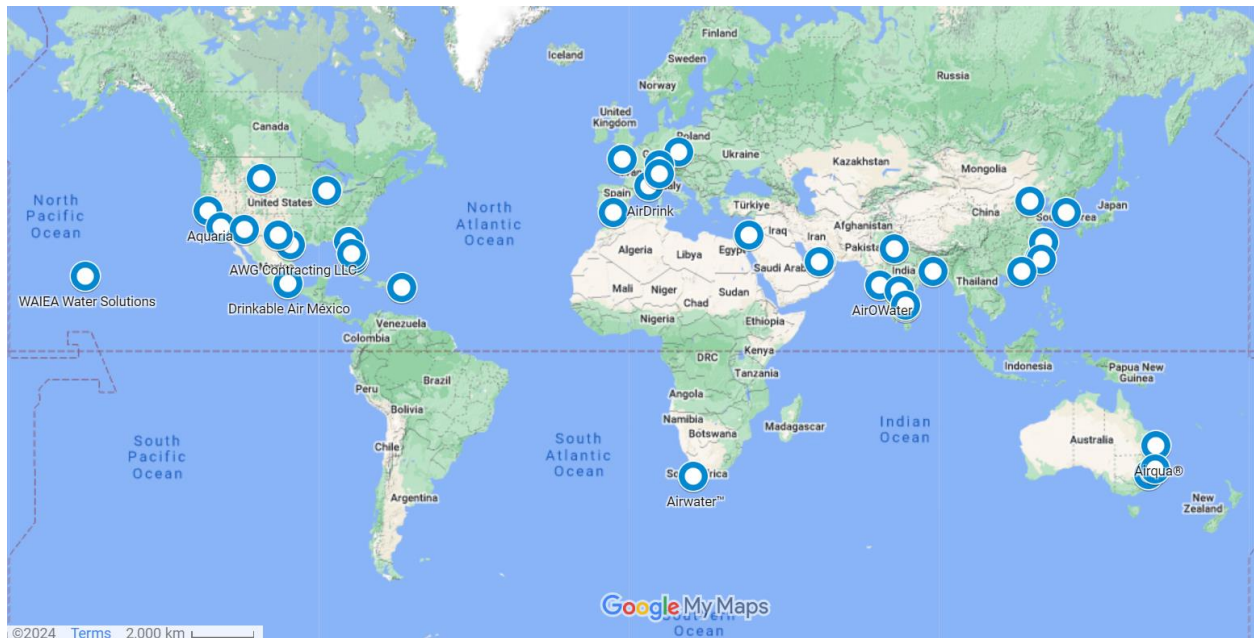 Iceland
Finland
Sweden
Norway
Russia
Canada
United
Kingdom
Poland
Ukraine
Kazakhstan
Mongolia
North
Pacific
Ocean
United States
North
Atlantic
Ocean
Spain
AirDrink
Türkiye
China
Japan
Aquaria
Algeria
Libya
Egypt
Iraq
Iran
Afghanistan
Pakistan
Saudi
India
AWG Contracting LLC
WAIEA Water Solutions
Drinkable Air México
Mali
Niger
Chad
Sudan
AirOWater
Thailand
Venezuela
Colombia
Nigeria
Ethiopia
DRC
Kenya
Tanzania
Indonesia
Papua New
Guinea
Peru
Brazil
Bolivia
Angola
Namibia
Botswana
Madagascar
Indian
Ocean
Australia
South
Pacific
Ocean
Chile
South
Atlantic
Ocean
Airwater™
Airqua®
Argentina
New
Zealand
Google My Maps
Ocean
©2024 Terms 2,000 km